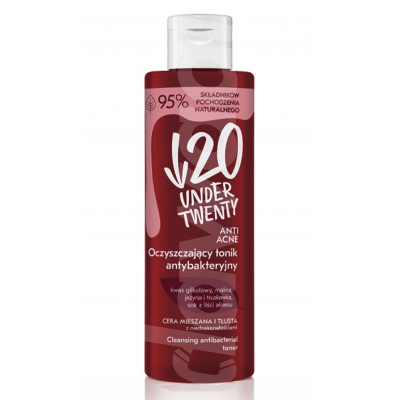 95%
SKŁADNIKÓW
POCHODZENIA
NATURALNEGO
↓20
UNDER
TWENTY
ANTI
ACNE
Oczyszczający tonik
antybakteryjny
kwas glikolowy, malina,
jeżyna i truskawka,
sok z liści aloesu
CERA MIESZANA I TŁUSTA
z niedoskonałościami
Cleansing antibacterial
toner